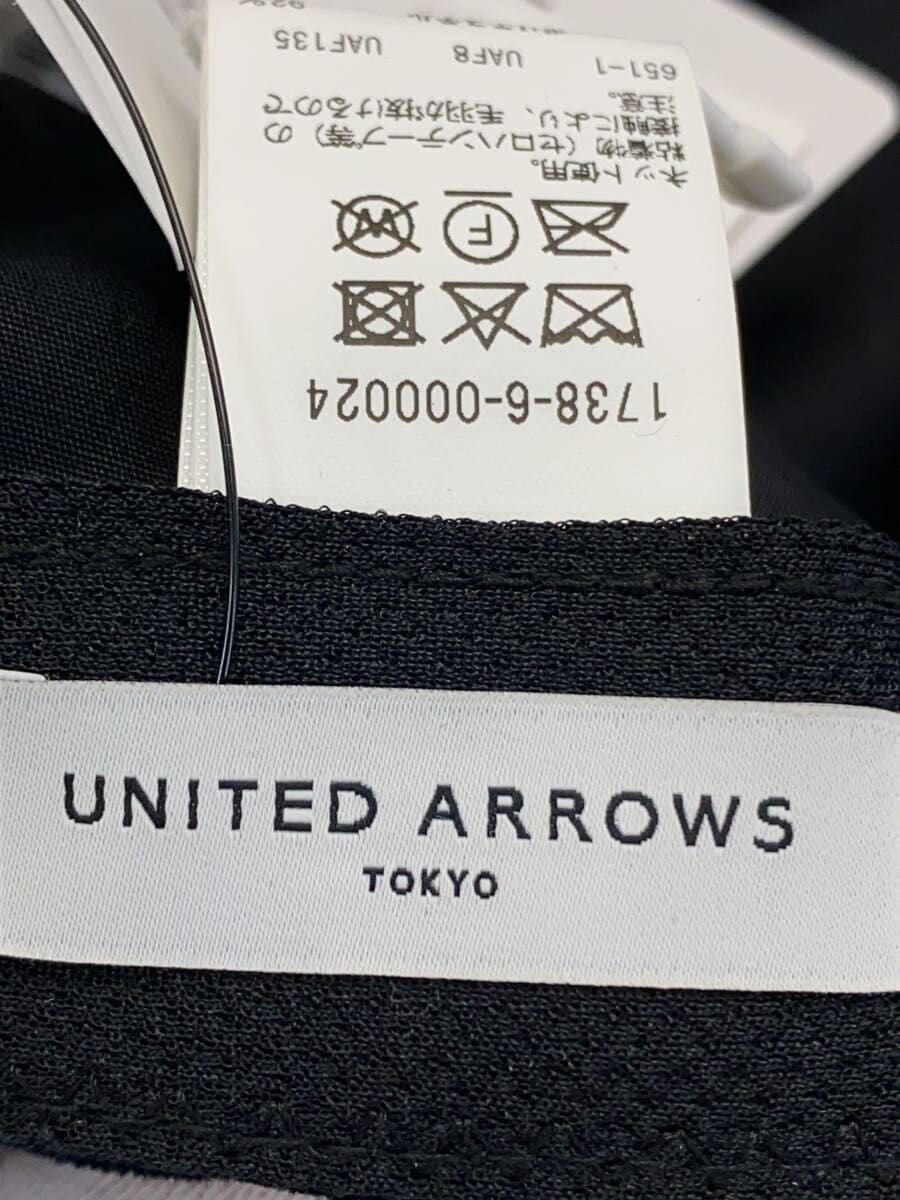 1738-6-000024
F
W
ネット使用。
粘着物（セロハンテープ等）の
接触により、毛羽が抜けるので
注意。
651-1 UAF8 UAF135
UNITED ARROWS
TOKYO